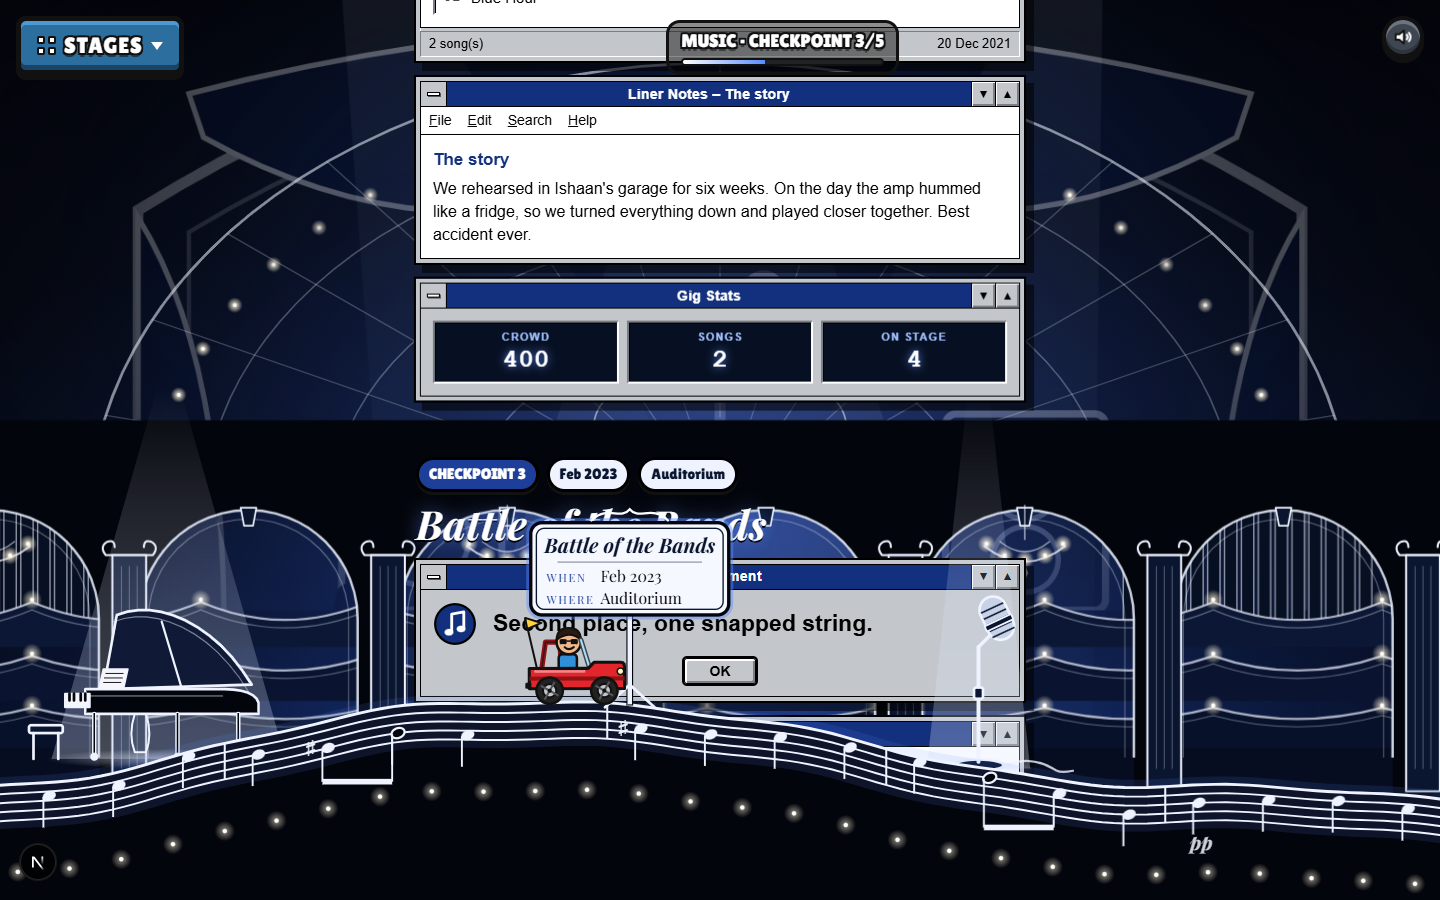 STAGES
MUSIC · CHECKPOINT 3/5
2 song(s)
20 Dec 2021
Liner Notes – The story
File Edit Search Help
The story
We rehearsed in Ishaan's garage for six weeks. On the day the amp hummed
like a fridge, so we turned everything down and played closer together. Best
accident ever.
Gig Stats
CROWD
400
SONGS
2
ON STAGE
4
CHECKPOINT 3
Feb 2023
Auditorium
Battle of the Bands
Battle of the Bands
WHEN Feb 2023
WHERE Auditorium
Second place, one snapped string.
OK
pp
N